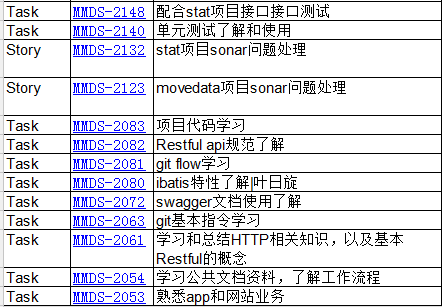 Task MMDS-2148 配合stat项目接口接口测试
Task MMDS-2140 单元测试了解和使用
Story MMDS-2132 stat项目sonar问题处理
Story MMDS-2123 movedata项目sonar问题处理
Task MMDS-2083 项目代码学习
Task MMDS-2082 Restful api规范了解
Task MMDS-2081 git flow学习
Task MMDS-2080 ibatis特性了解|叶日旋
Task MMDS-2072 swagger文档使用了解
Task MMDS-2063 git基本指令学习
Task MMDS-2061 学习和总结HTTP相关知识，以及基本
Restful的概念
Task MMDS-2054 学习公共文档资料，了解工作流程
Task MMDS-2053 熟悉app和网站业务